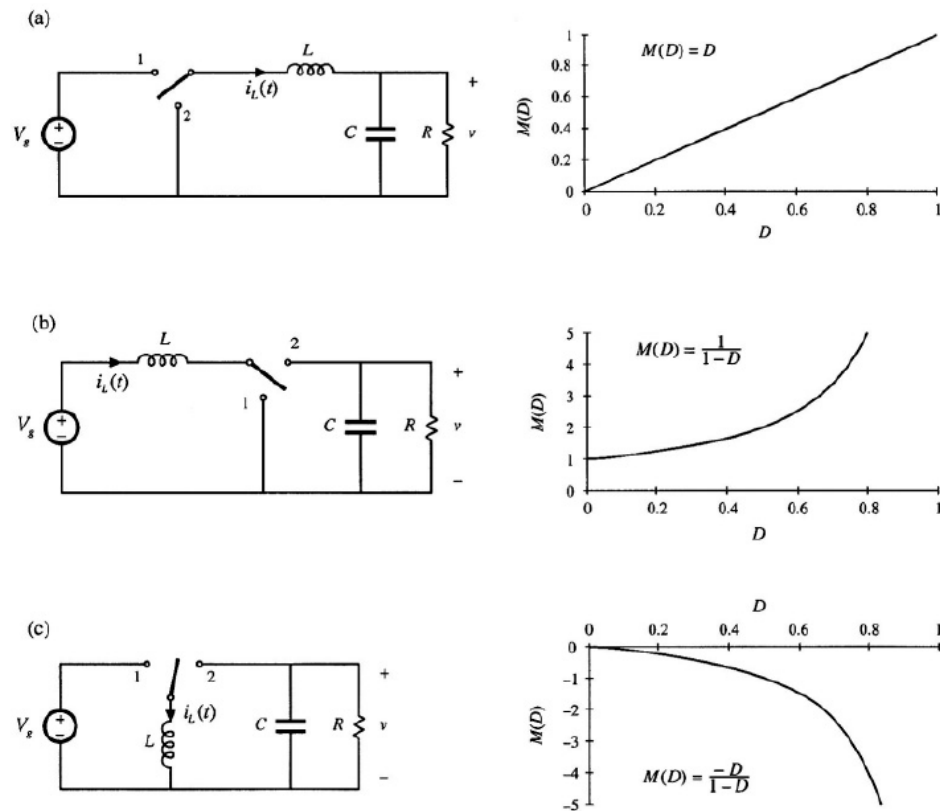 (a)
1
2
L
i_L(t)
V_g
+
−
C
R
+
v
M(D) = D
M(D)
1
0.8
0.6
0.4
0.2
0
0
0.2
0.4
0.6
0.8
1
D
(b)
L
2
i_L(t)
1
V_g
+
−
C
R
+
v
−
M(D) = \frac{1}{1-D}
M(D)
5
4
3
2
1
0
0
0.2
0.4
0.6
0.8
1
D
(c)
1
2
i_L(t)
L
V_g
+
−
C
R
+
v
−
D
0
0.2
0.4
0.6
0.8
1
0
−1
−2
−3
−4
−5
M(D)
M(D) = \frac{-D}{1-D}